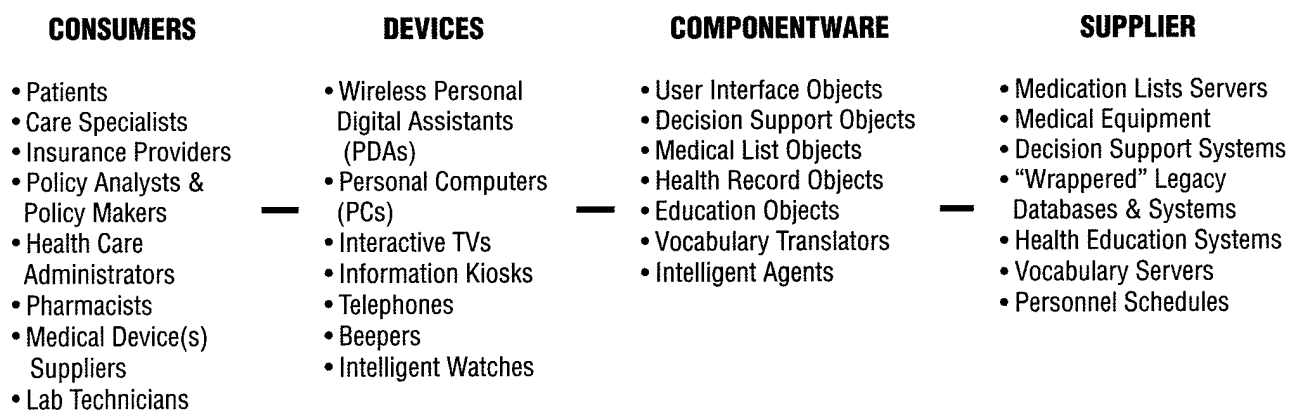 CONSUMERS
• Patients
• Care Specialists
• Insurance Providers
• Policy Analysts &
Policy Makers
• Health Care
Administrators
• Pharmacists
• Medical Device(s)
Suppliers
• Lab Technicians
DEVICES
• Wireless Personal
Digital Assistants
(PDAs)
• Personal Computers
(PCs)
• Interactive TVs
• Information Kiosks
• Telephones
• Beepers
• Intelligent Watches
COMPONENTWARE
• User Interface Objects
• Decision Support Objects
• Medical List Objects
• Health Record Objects
• Education Objects
• Vocabulary Translators
• Intelligent Agents
SUPPLIER
• Medication Lists Servers
• Medical Equipment
• Decision Support Systems
• “Wrappered” Legacy
Databases & Systems
• Health Education Systems
• Vocabulary Servers
• Personnel Schedules